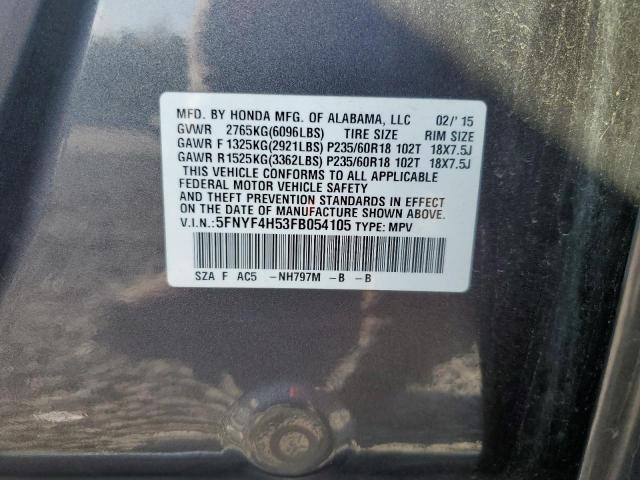 MFD. BY HONDA MFG. OF ALABAMA, LLC 02/'15
GVWR 2765KG(6096LBS) TIRE SIZE RIM SIZE
GAWR F 1325KG(2921LBS) P235/60R18 102T 18X7.5J
GAWR R1525KG(3362LBS) P235/60R18 102T 18X7.5J
THIS VEHICLE CONFORMS TO ALL APPLICABLE
FEDERAL MOTOR VEHICLE SAFETY
AND THEFT PREVENTION STANDARDS IN EFFECT
ON THE DATE OF MANUFACTURE SHOWN ABOVE.
V.I.N.:5FNYF4H53FB054105 TYPE: MPV
SZA F AC5 -NH797M -B -B